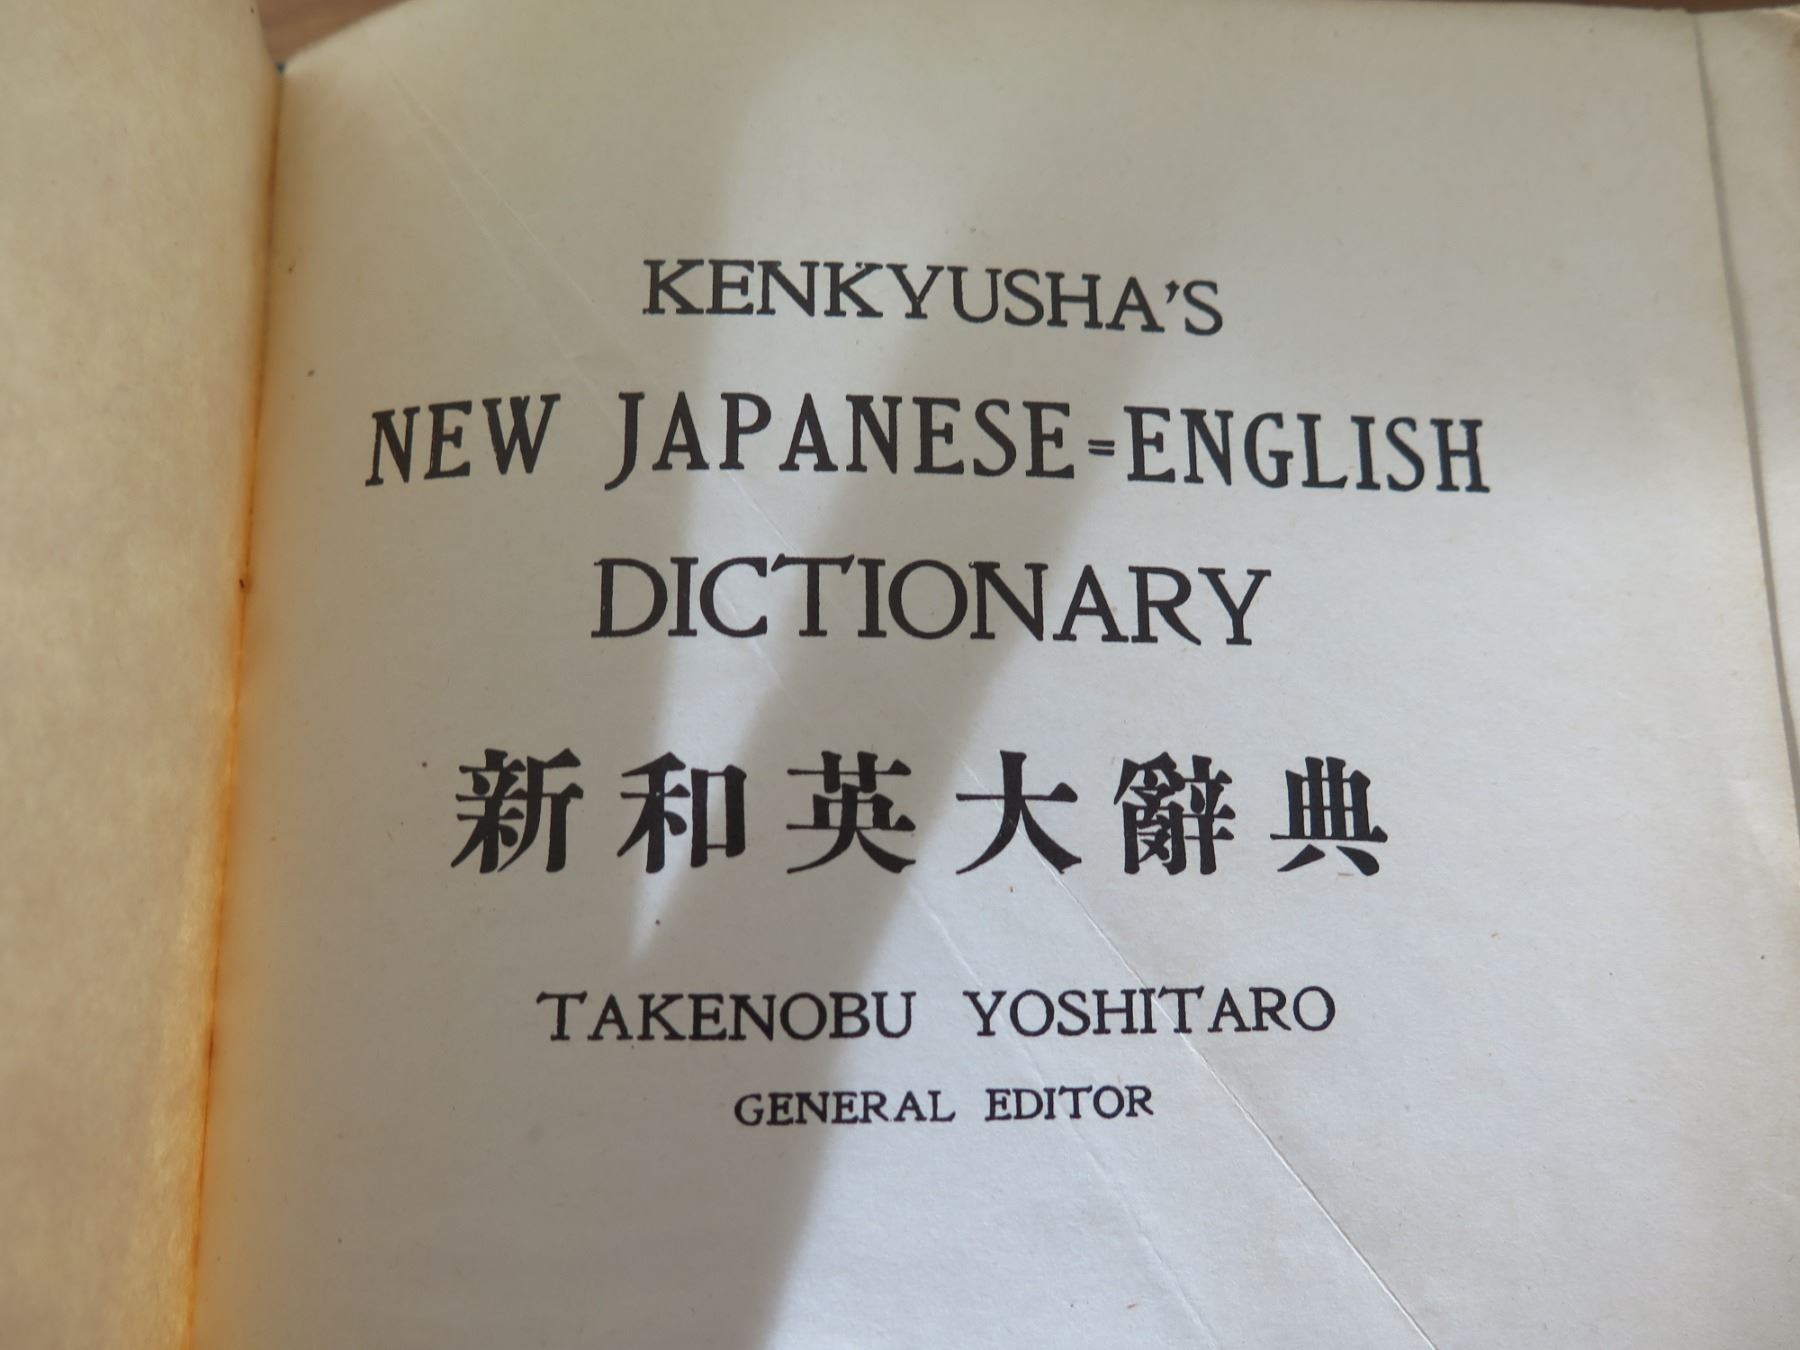 KENKYUSHA'S
NEW JAPANESE=ENGLISH
DICTIONARY
新和英大辭典
TAKENOBU YOSHITARO
GENERAL EDITOR